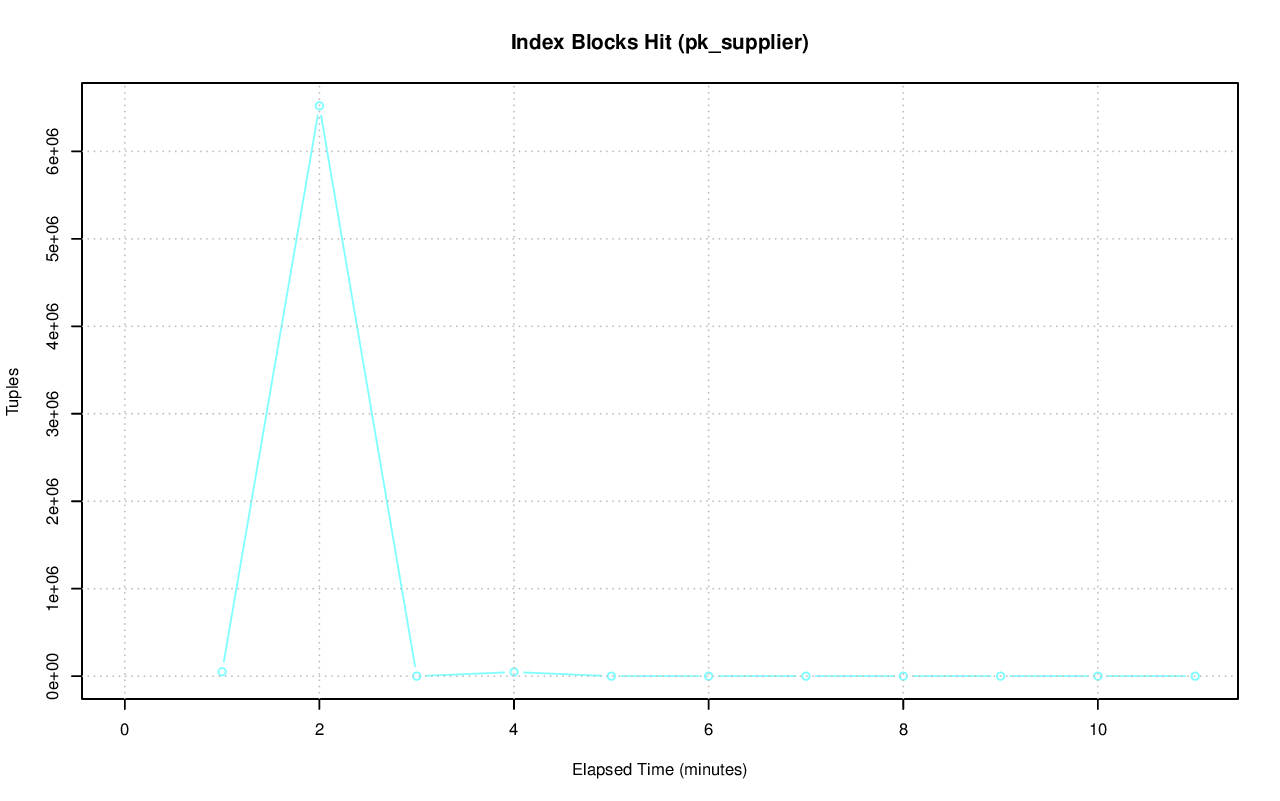 Index Blocks Hit (pk_supplier)
6e+06
5e+06
4e+06
3e+06
2e+06
1e+06
0e+00
Tuples
0 2 4 6 8 10
Elapsed Time (minutes)